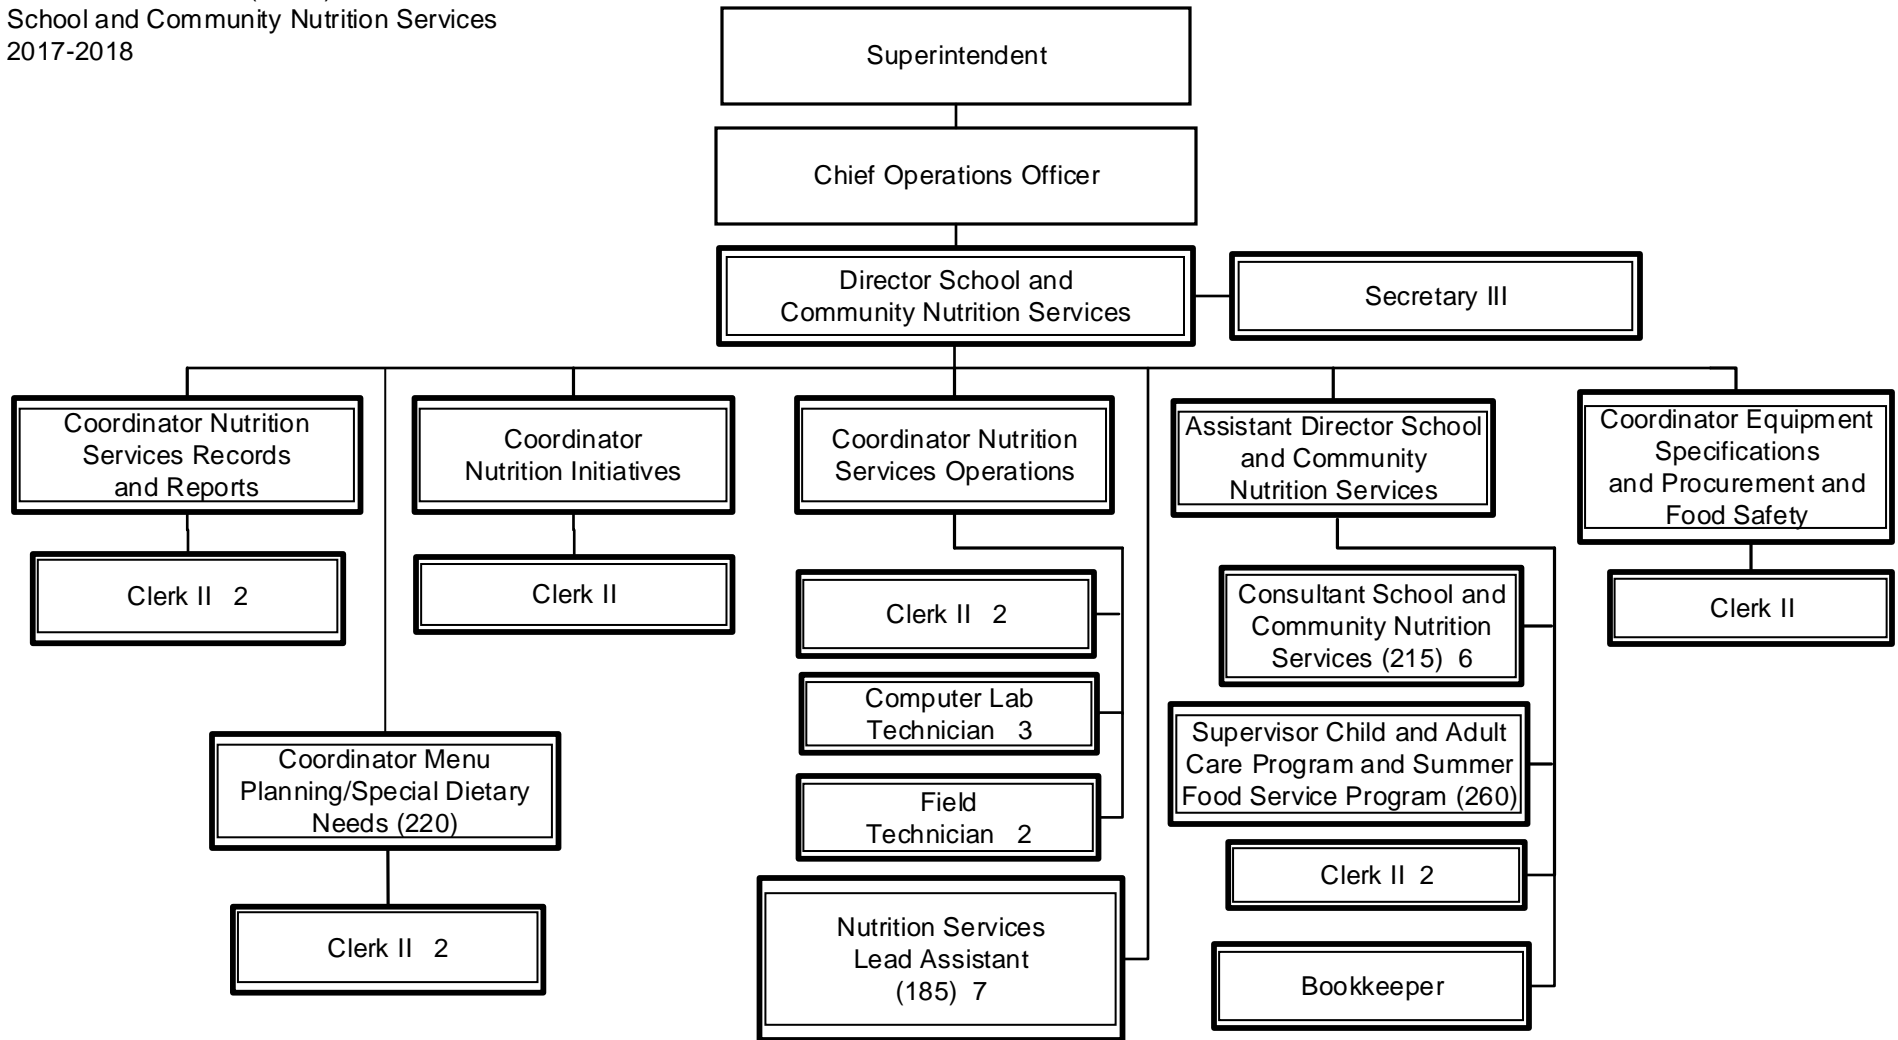 School and Community Nutrition Services
2017-2018
Superintendent
Chief Operations Officer
Director School and
Community Nutrition Services
Secretary III
Coordinator Nutrition
Services Records
and Reports
Coordinator
Nutrition Initiatives
Coordinator Nutrition
Services Operations
Assistant Director School
and Community
Nutrition Services
Coordinator Equipment
Specifications
and Procurement and
Food Safety
Clerk II 2
Clerk II
Clerk II 2
Computer Lab
Technician 3
Field
Technician 2
Nutrition Services
Lead Assistant
(185) 7
Consultant School and
Community Nutrition
Services (215) 6
Supervisor Child and Adult
Care Program and Summer
Food Service Program (260)
Clerk II 2
Bookkeeper
Clerk II
Coordinator Menu
Planning/Special Dietary
Needs (220)
Clerk II 2